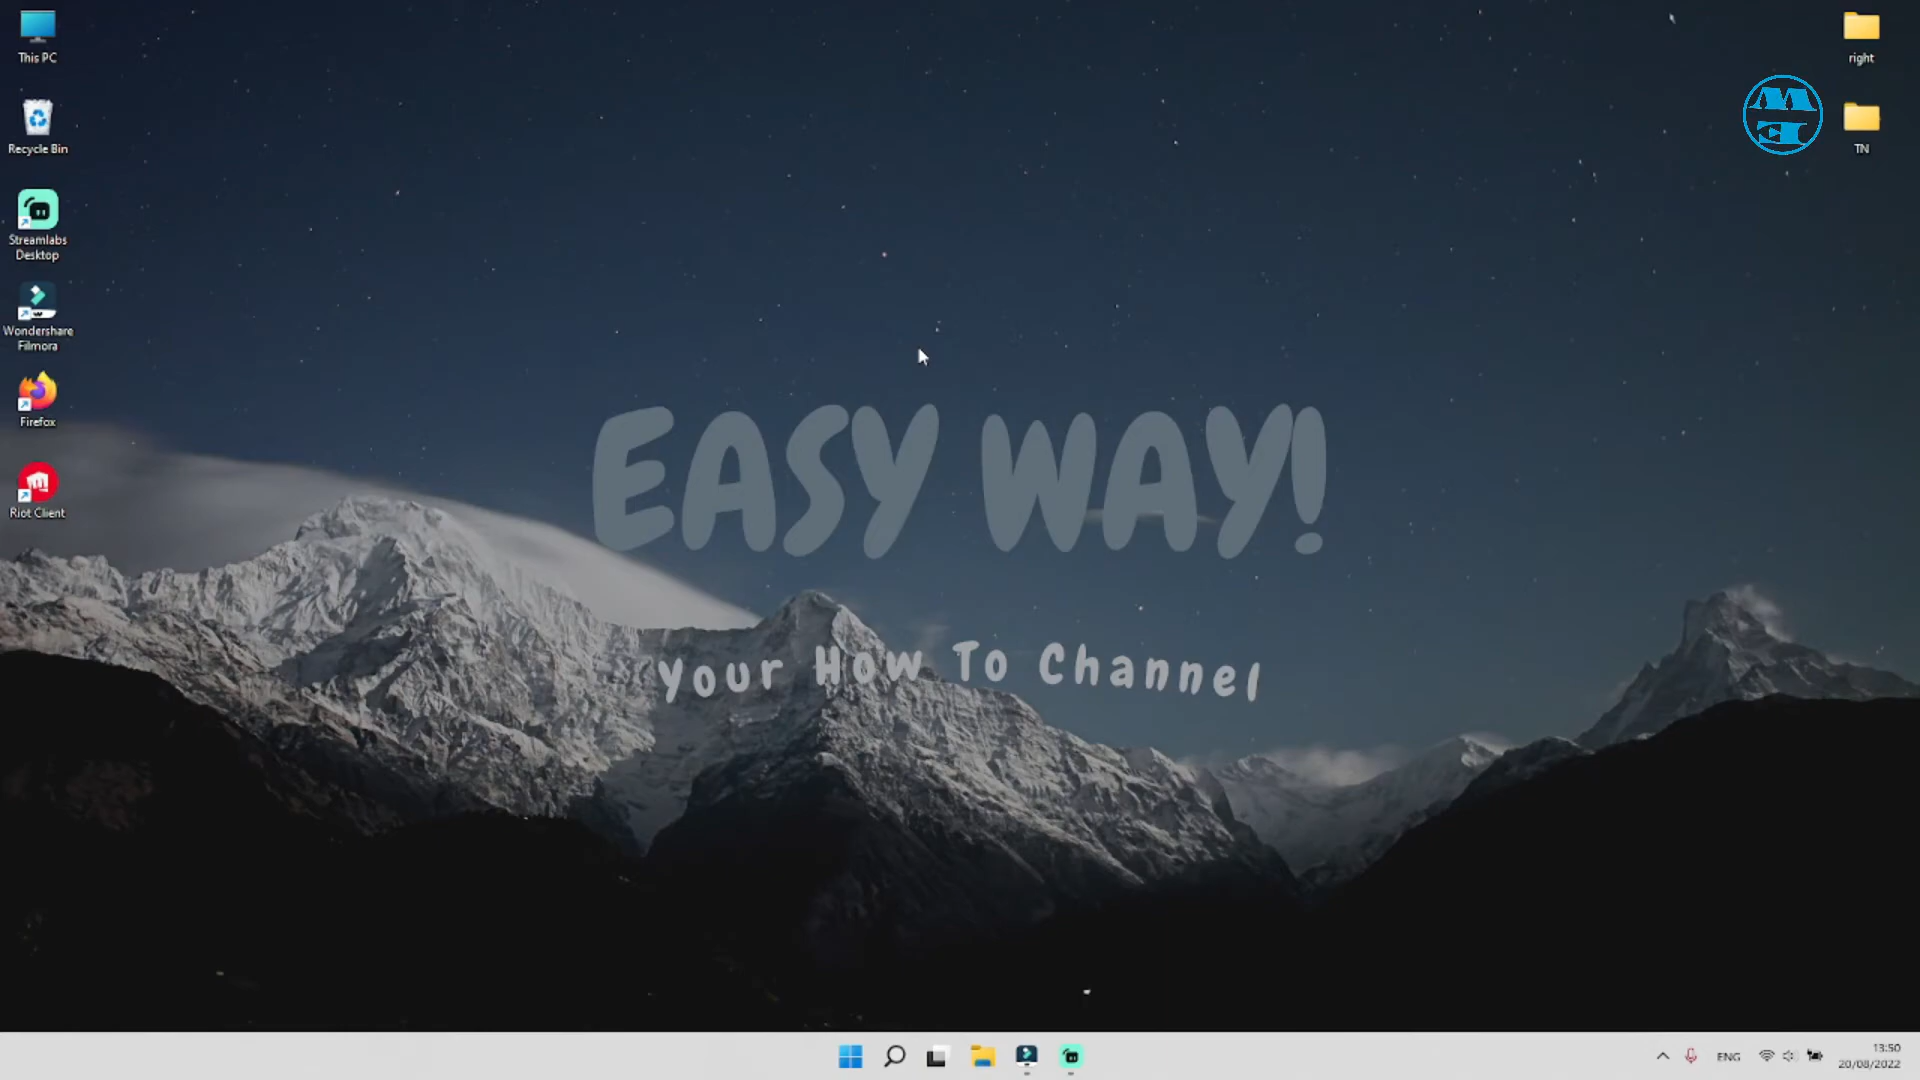 This PC
Recycle Bin
Streamlabs
Desktop
Wondershare
Filmora
Firefox
Riot Client
right
TN
EASY WAY!
Your How To Channel
ENG
13:50
20/08/2022